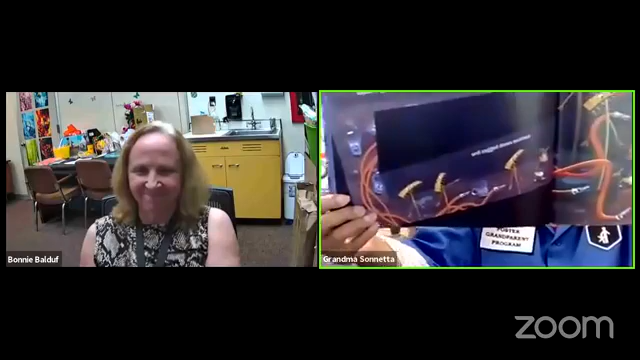 Bonnie Balduf
Grandma Sonnetta
FOSTER
GRANDPARENT
PROGRAM
zoom